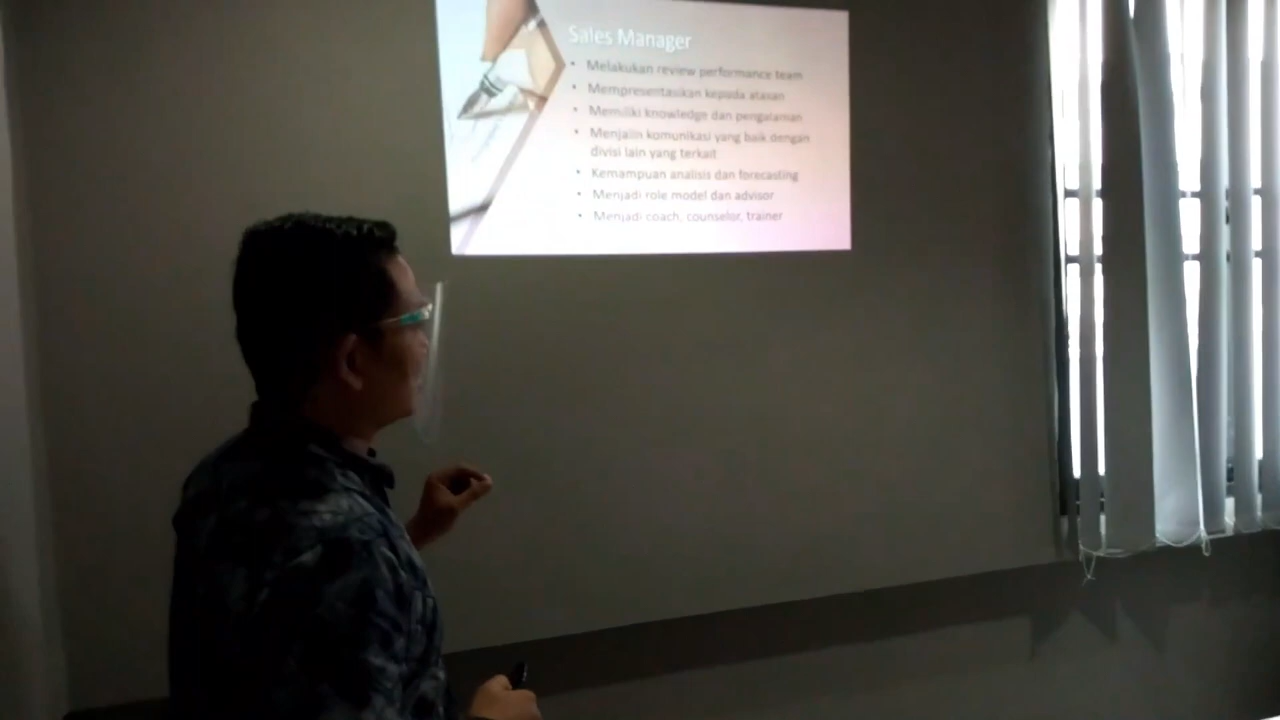 Sales Manager
• Melakukan review performance team
• Mempresentasikan kepada atasan
• Memiliki knowledge dan pengalaman
• Menjalin komunikasi yang baik dengan
divisi lain yang terkait
• Kemampuan analisis dan forecasting
• Menjadi role model dan advisor
• Menjadi coach, counselor, trainer